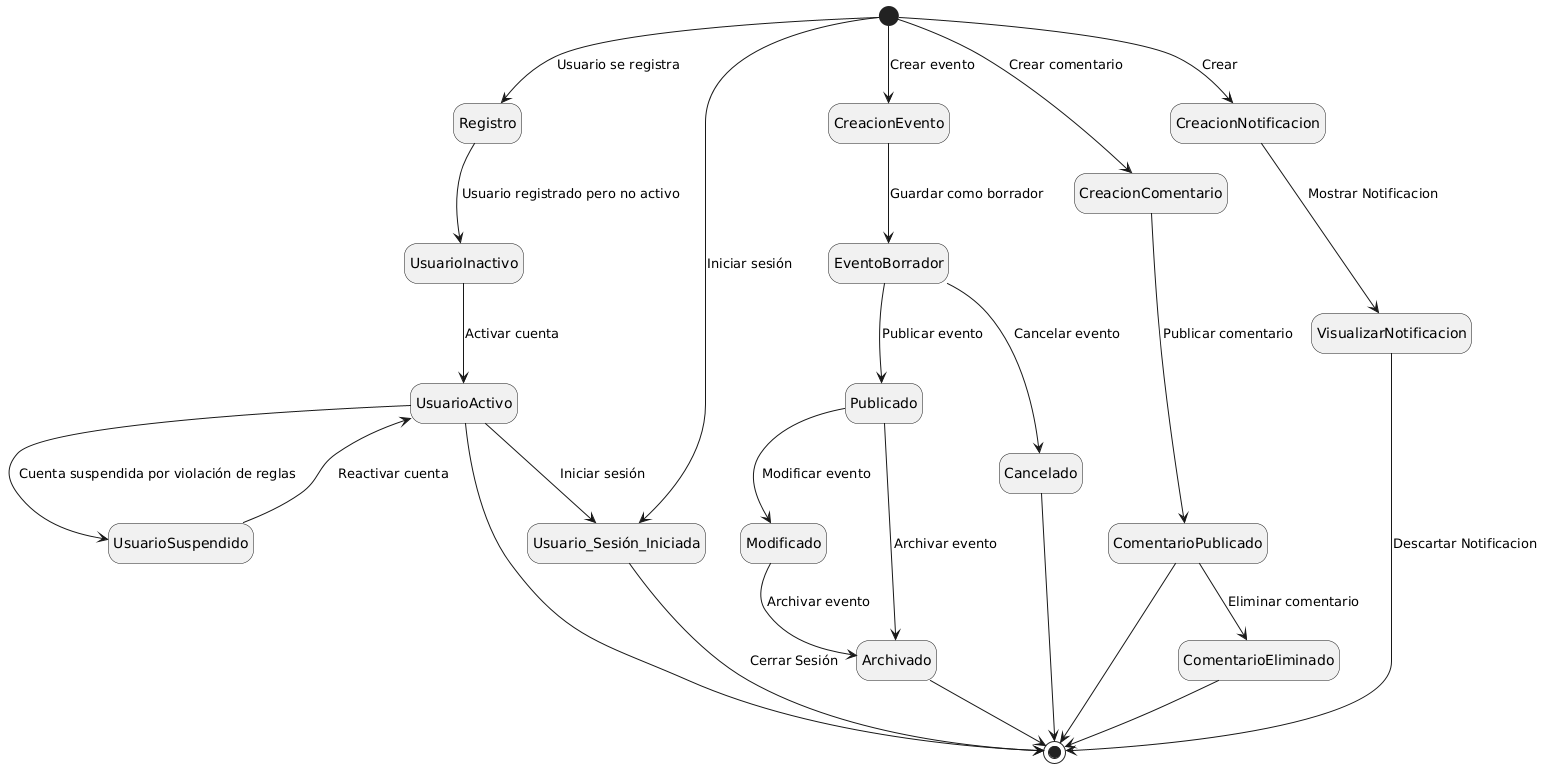 Usuario se registra
Crear evento
Crear comentario
Crear
Registro
CreacionEvento
CreacionNotificacion
Usuario registrado pero no activo
Guardar como borrador
CreacionComentario
Mostrar Notificacion
UsuarioInactivo
Iniciar sesión
EventoBorrador
Activar cuenta
Publicar evento
Cancelar evento
Publicar comentario
VisualizarNotificacion
UsuarioActivo
Publicado
Cuenta suspendida por violación de reglas
Reactivar cuenta
Iniciar sesión
Modificar evento
Cancelado
UsuarioSuspendido
Usuario_Sesión_Iniciada
Modificado
Archivar evento
ComentarioPublicado
Descartar Notificacion
Archivar evento
Eliminar comentario
Cerrar Sesión
Archivado
ComentarioEliminado